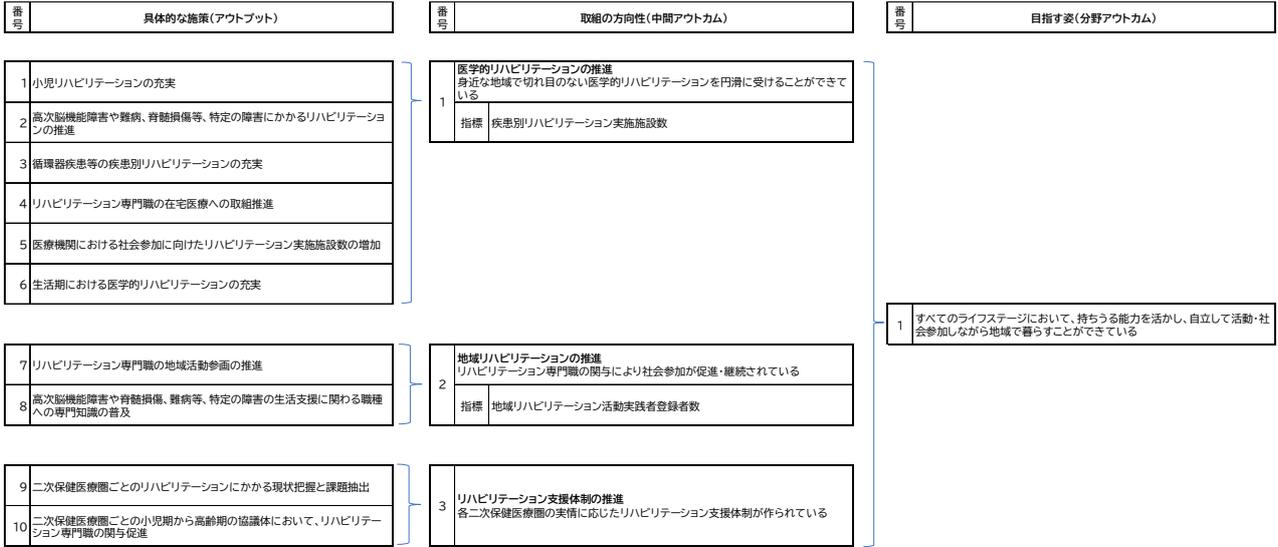 番号
具体的な施策(アウトプット)
番号
取組の方向性(中間アウトカム)
番号
目指す姿(分野アウトカム)
1
小児リハビリテーションの充実
2
高次脳機能障害や難病、脊髄損傷等、特定の障害にかかるリハビリテーショ
ンの推進
3
循環器疾患等の疾患別リハビリテーションの充実
4
リハビリテーション専門職の在宅医療への取組推進
5
医療機関における社会参加に向けたリハビリテーション実施施設数の増加
6
生活期における医学的リハビリテーションの充実
1
医学的リハビリテーションの推進
身近な地域で切れ目のない医学的リハビリテーションを円滑に受けることができて
いる
指標
疾患別リハビリテーション実施施設数
7
リハビリテーション専門職の地域活動参画の推進
8
高次脳機能障害や脊髄損傷、難病等、特定の障害の生活支援に関わる職種
への専門知識の普及
2
地域リハビリテーションの推進
リハビリテーション専門職の関与により社会参加が促進・継続されている
指標
地域リハビリテーション活動実践者登録者数
9
二次保健医療圏ごとのリハビリテーションにかかる現状把握と課題抽出
10
二次保健医療圏ごとの小児期から高齢期の協議体において、リハビリテー
ション専門職の関与促進
3
リハビリテーション支援体制の推進
各二次保健医療圏の実情に応じたリハビリテーション支援体制が作られている
1
すべてのライフステージにおいて、持ちうる能力を活かし、自立して活動・社
会参加しながら地域で暮らすことができている